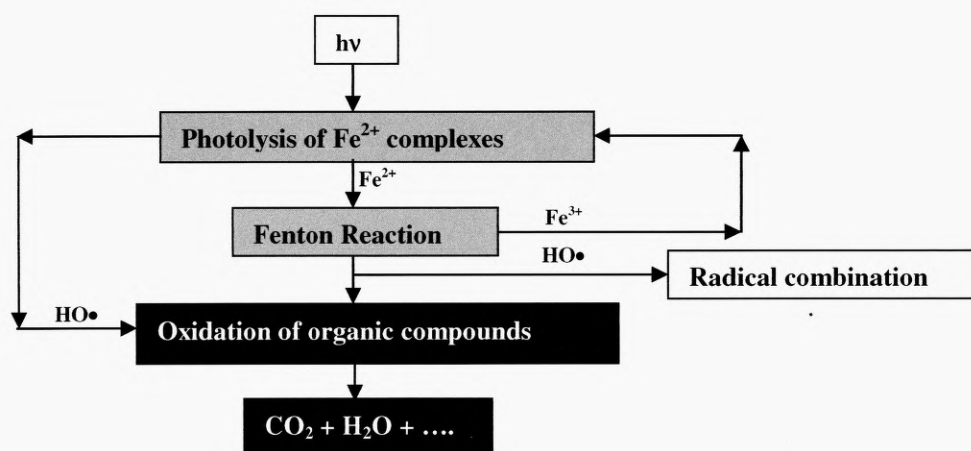 hν
Photolysis of Fe²⁺ complexes
Fe²⁺
Fenton Reaction
Fe³⁺
HO●
Radical combination
HO●
Oxidation of organic compounds
CO₂ + H₂O + ….